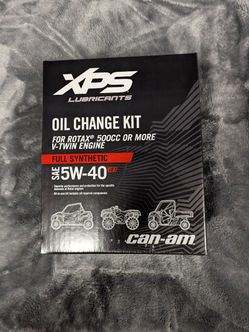 XPS
LUBRICANTS
OIL CHANGE KIT
FOR ROTAX® 500CC OR MORE
V-TWIN ENGINE
FULL SYNTHETIC
SAE 5W-40
can-am